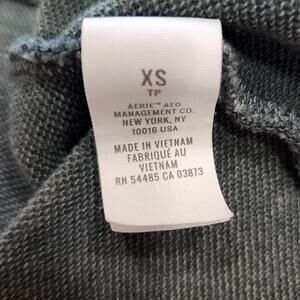 XS
TP
AERIE™ AEO
MANAGEMENT CO.
NEW YORK, NY
10016 USA
MADE IN VIETNAM
FABRIQUÉ AU
VIETNAM
RN 54485 CA 03873